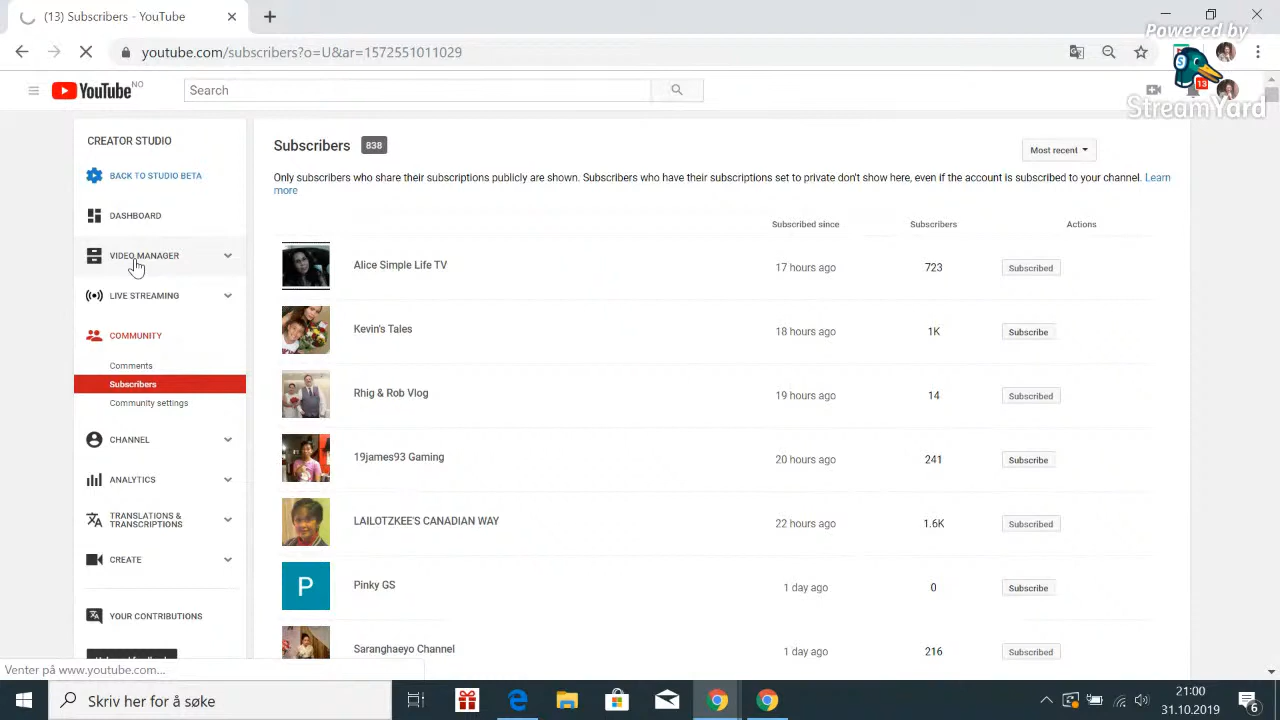 (13) Subscribers - YouTube
youtube.com/subscribers?o=U&ar=1572551011029
Powered by
StreamYard
S
YouTube NO
Search
13
CREATOR STUDIO
BACK TO STUDIO BETA
DASHBOARD
VIDEO MANAGER
LIVE STREAMING
COMMUNITY
Comments
Subscribers
Community settings
CHANNEL
ANALYTICS
TRANSLATIONS &
TRANSCRIPTIONS
CREATE
YOUR CONTRIBUTIONS
Subscribers 838
Most recent
Only subscribers who share their subscriptions publicly are shown. Subscribers who have their subscriptions set to private don't show here, even if the account is subscribed to your channel. Learn
more
Subscribed since Subscribers Actions
Alice Simple Life TV 17 hours ago 723 Subscribed
Kevin's Tales 18 hours ago 1K Subscribe
Rhig & Rob Vlog 19 hours ago 14 Subscribed
19james93 Gaming 20 hours ago 241 Subscribe
LAILOTZKEE'S CANADIAN WAY 22 hours ago 1.6K Subscribed
P Pinky GS 1 day ago 0 Subscribe
Saranghaeyo Channel 1 day ago 216 Subscribed
Venter på www.youtube.com...
Skriv her for å søke
21:00
31.10.2019
6